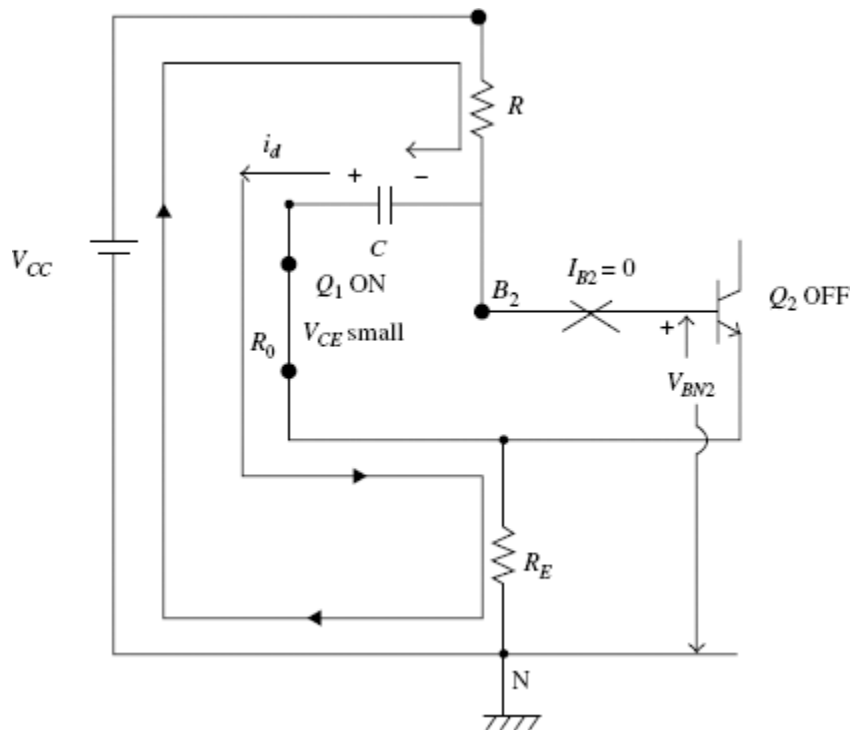 R
i_d
+ −
V_CC
C
Q_1 ON
V_CE small
R_0
B_2
I_B2 = 0
Q_2 OFF
+
V_BN2
R_E
N